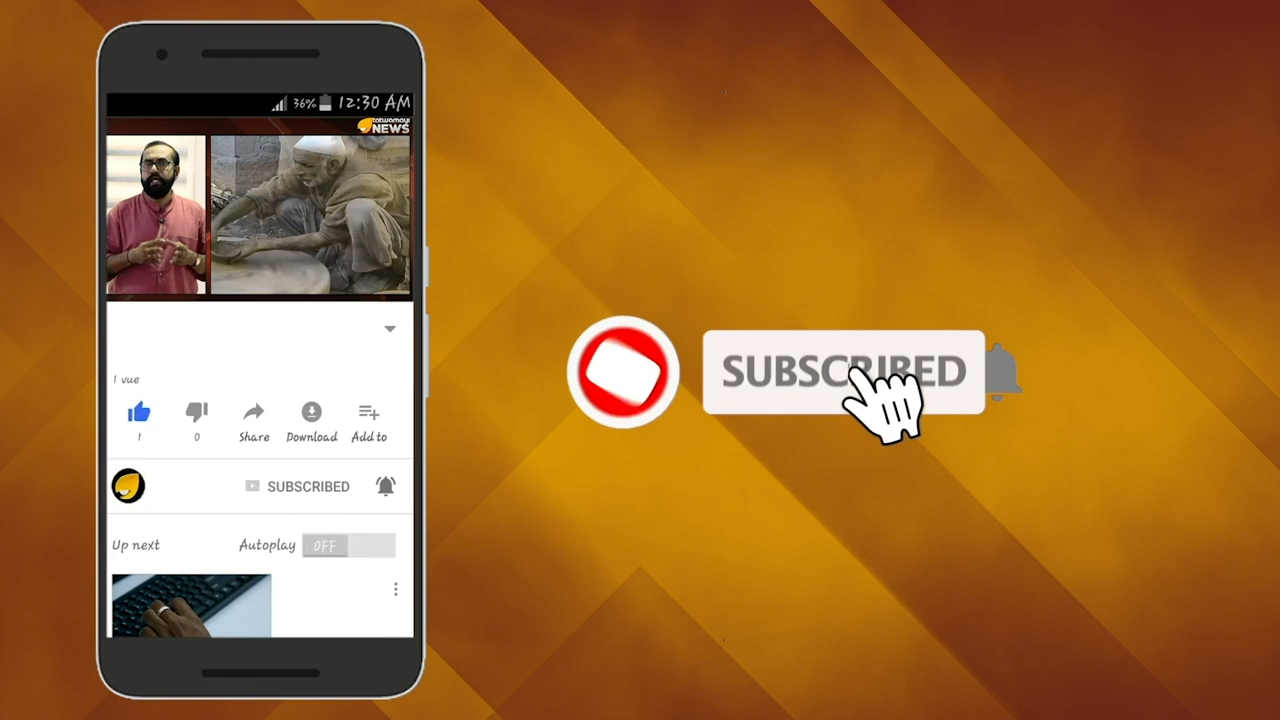 36% 12:30 AM
tatwamayi
NEWS
1 vue
1
0
Share
Download
Add to
SUBSCRIBED
Up next
Autoplay
OFF
SUBSCRIBED